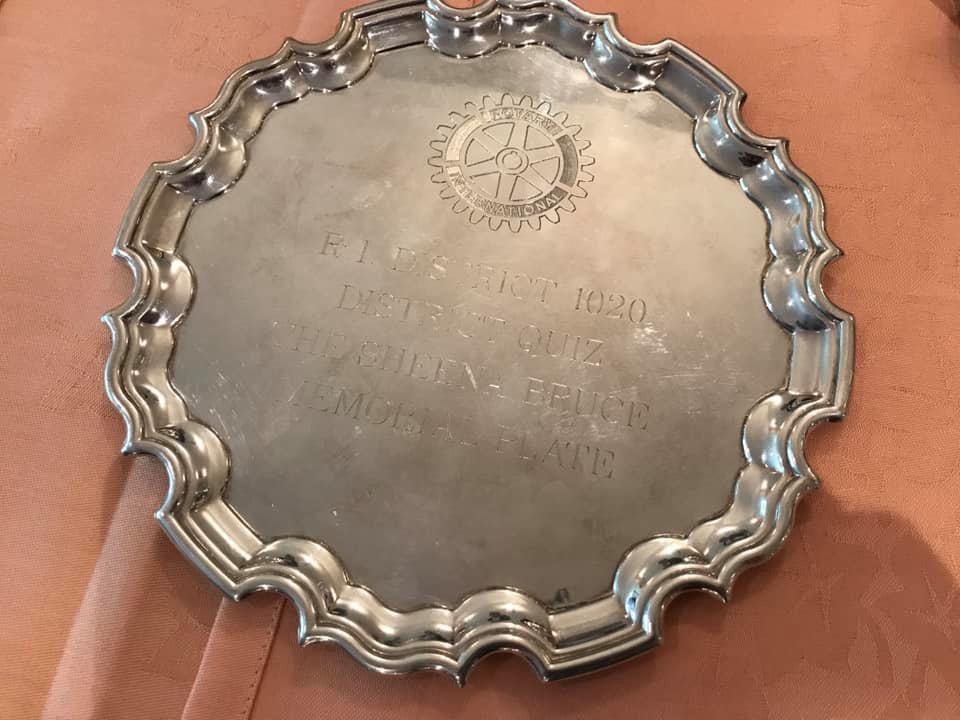 ROTARY
INTERNATIONAL
R. I. DISTRICT 1020
DISTRICT QUIZ
THE SHEENA BRUCE
MEMORIAL PLATE